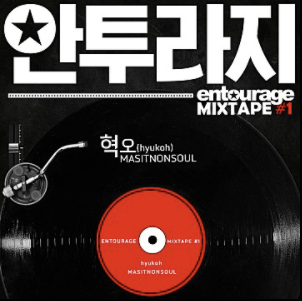 안투라지
entourage
MIXTAPE #1
혁오(hyukoh)
MASITNONSOUL
ENTOURAGE MIXTAPE #1
hyukoh
MASITNONSOUL